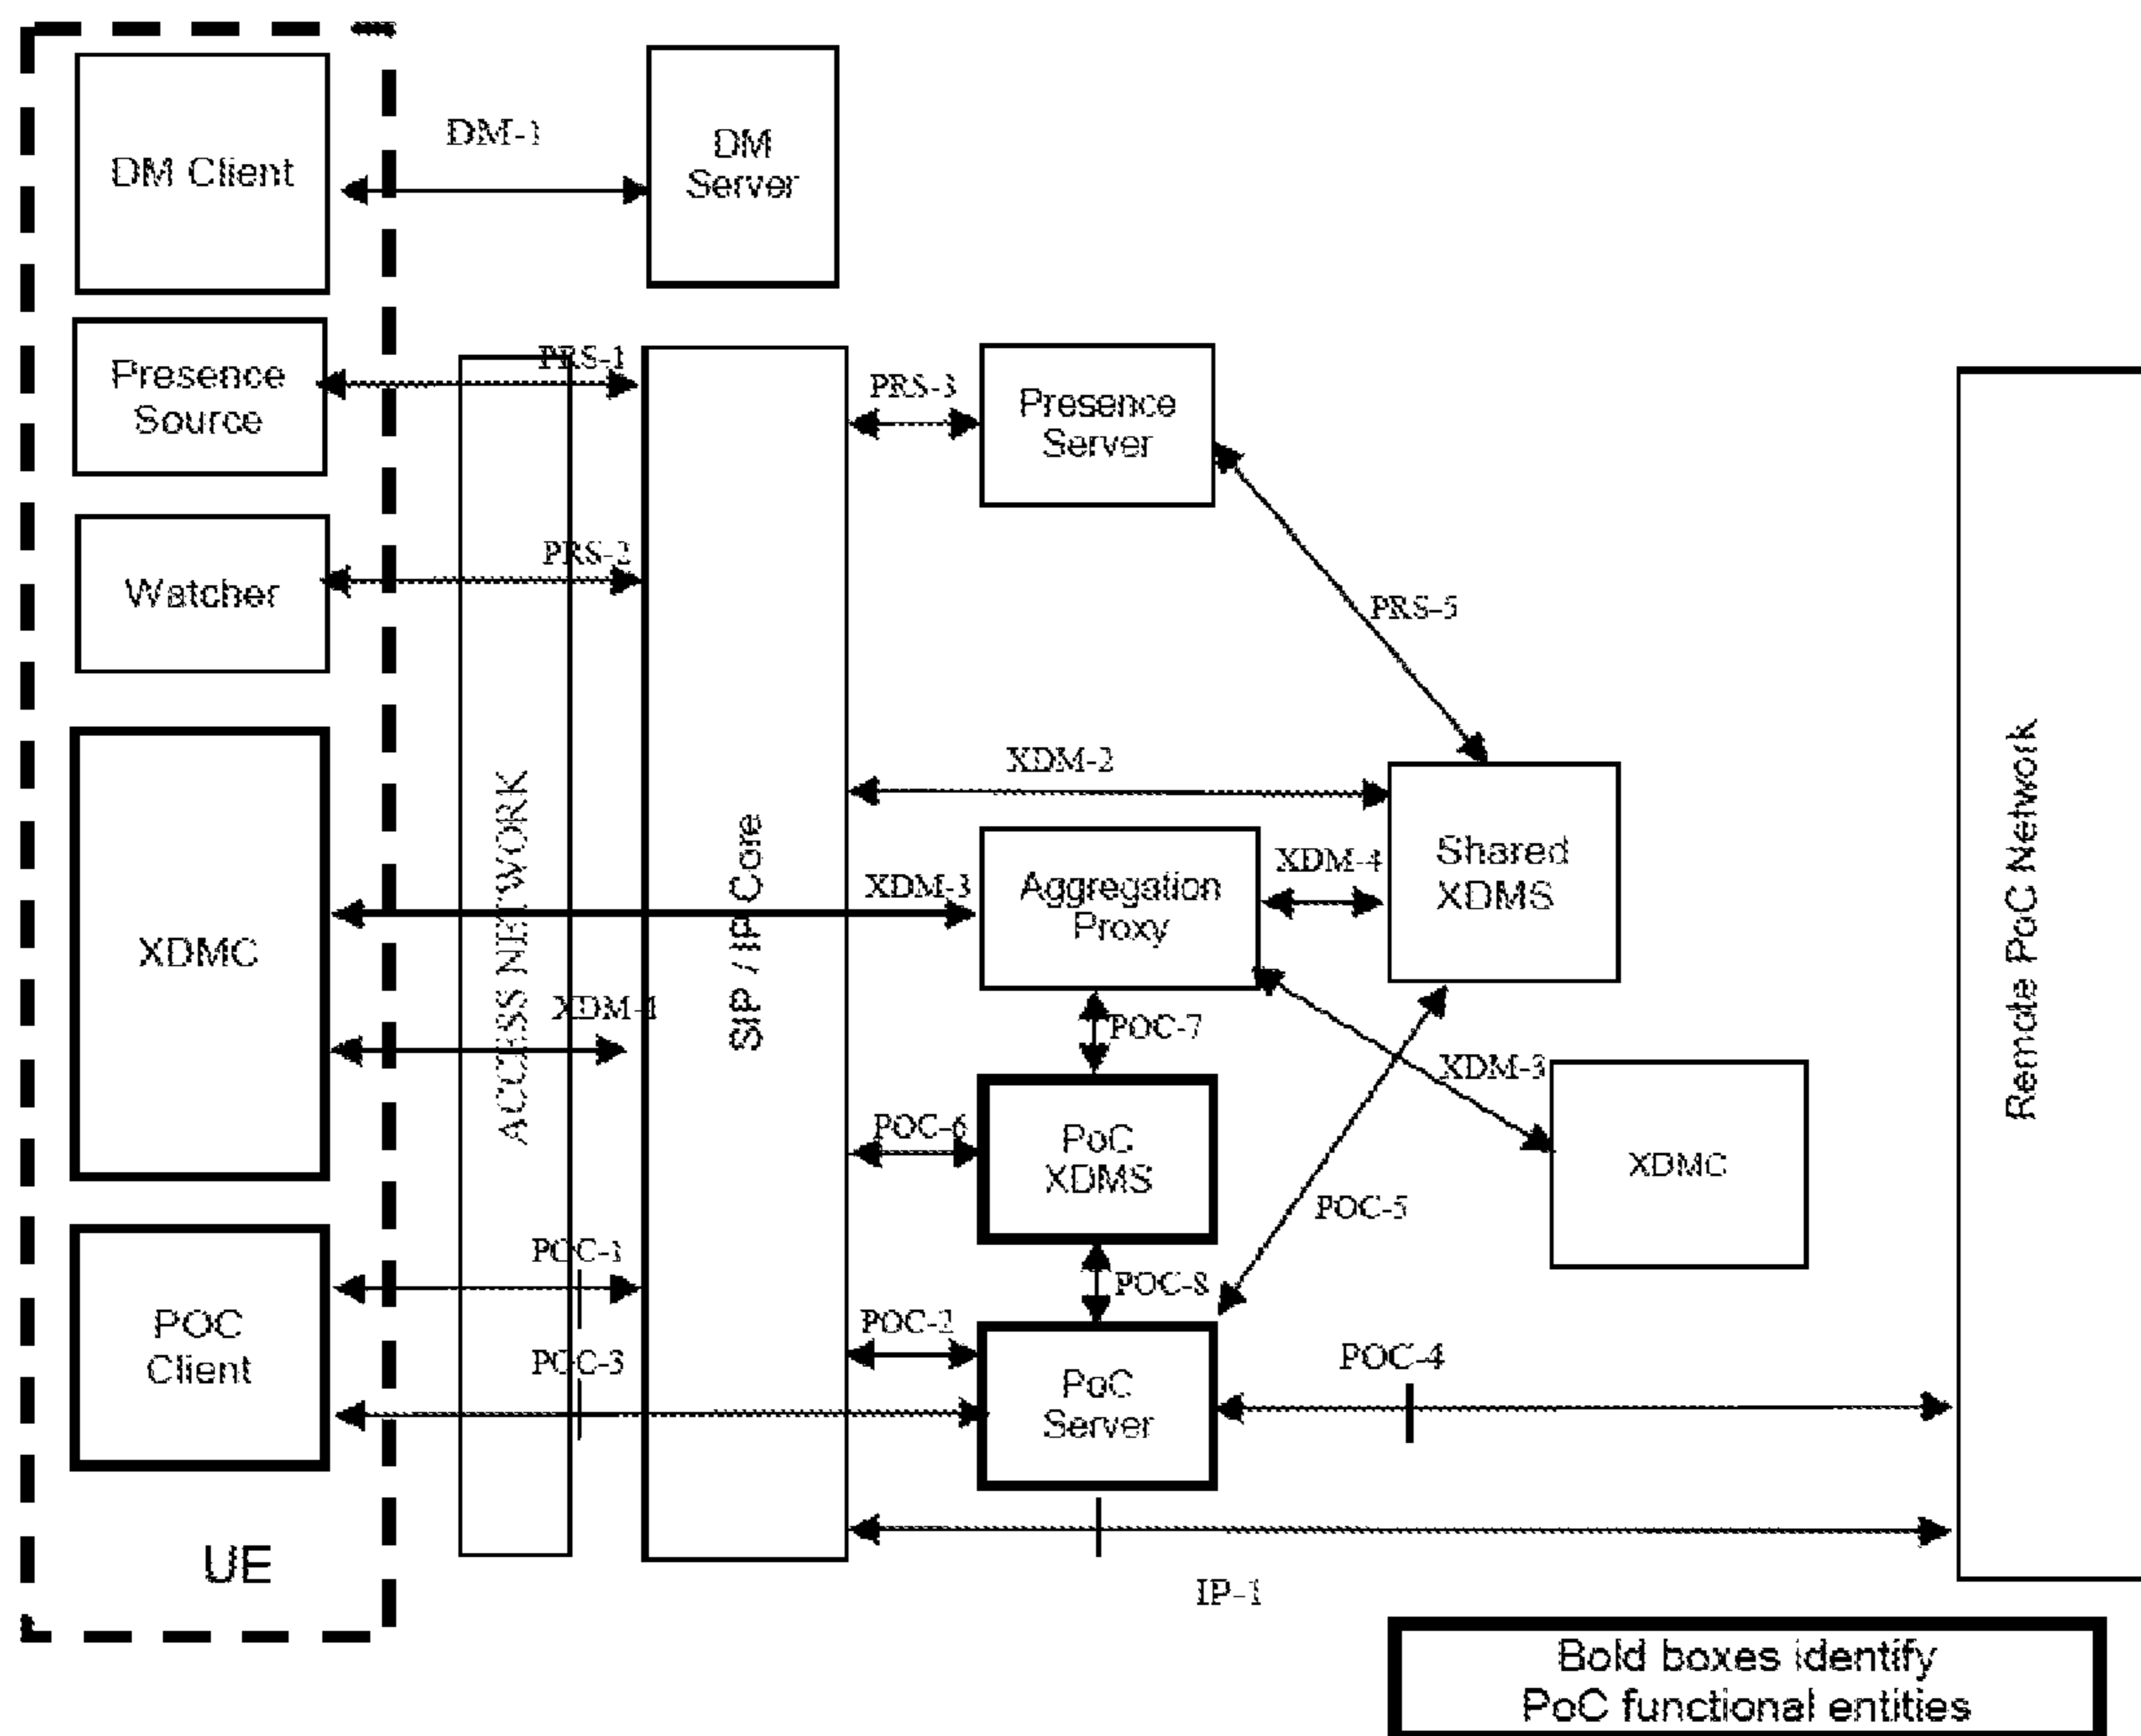 DM Client
DM-1
DM
Server
Presence
Source
PRS-1
PRS-3
Presence
Server
Watcher
PRS-2
PRS-5
XDMC
ACCESS NETWORK
SIP / IP Core
XDM-2
XDM-3
Aggregation
Proxy
XDM-4
Shared
XDMS
Remote PoC Network
XDM-1
POC-7
XDM-3
POC-6
PoC
XDMS
XDMC
POC-5
POC-1
POC-8
POC
Client
POC-3
POC-2
PoC
Server
POC-4
UE
IP-1
Bold boxes identify
PoC functional entities